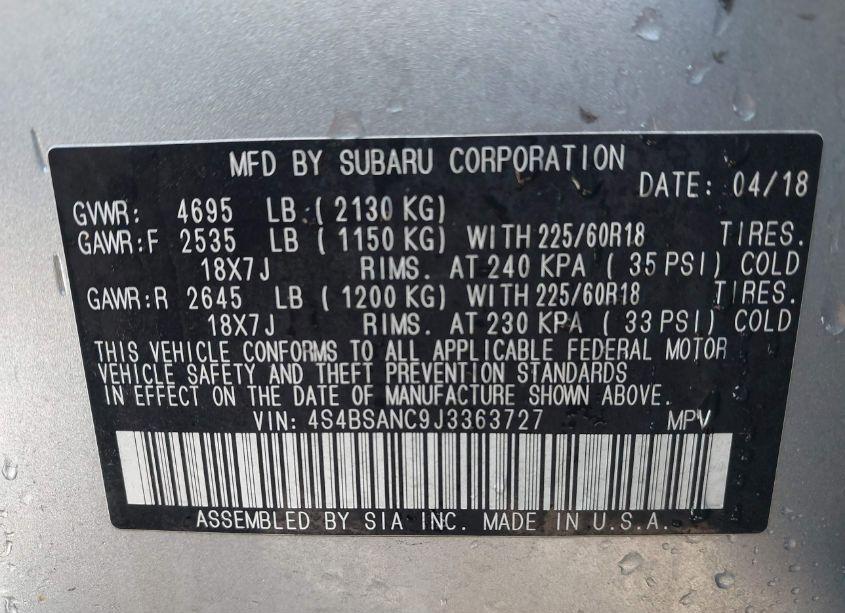 MFD BY SUBARU CORPORATION
DATE: 04/18
GVWR: 4695 LB ( 2130 KG)
GAWR:F 2535 LB ( 1150 KG) WITH 225/60R18 TIRES.
18X7J RIMS. AT 240 KPA ( 35 PSI) COLD
GAWR:R 2645 LB ( 1200 KG) WITH 225/60R18 TIRES.
18X7J RIMS. AT 230 KPA ( 33 PSI) COLD
THIS VEHICLE CONFORMS TO ALL APPLICABLE FEDERAL MOTOR
VEHICLE SAFETY AND THEFT PREVENTION STANDARDS
IN EFFECT ON THE DATE OF MANUFACTURE SHOWN ABOVE.
VIN: 4S4BSANC9J3363727 MPV
ASSEMBLED BY SIA INC. MADE IN U.S.A.